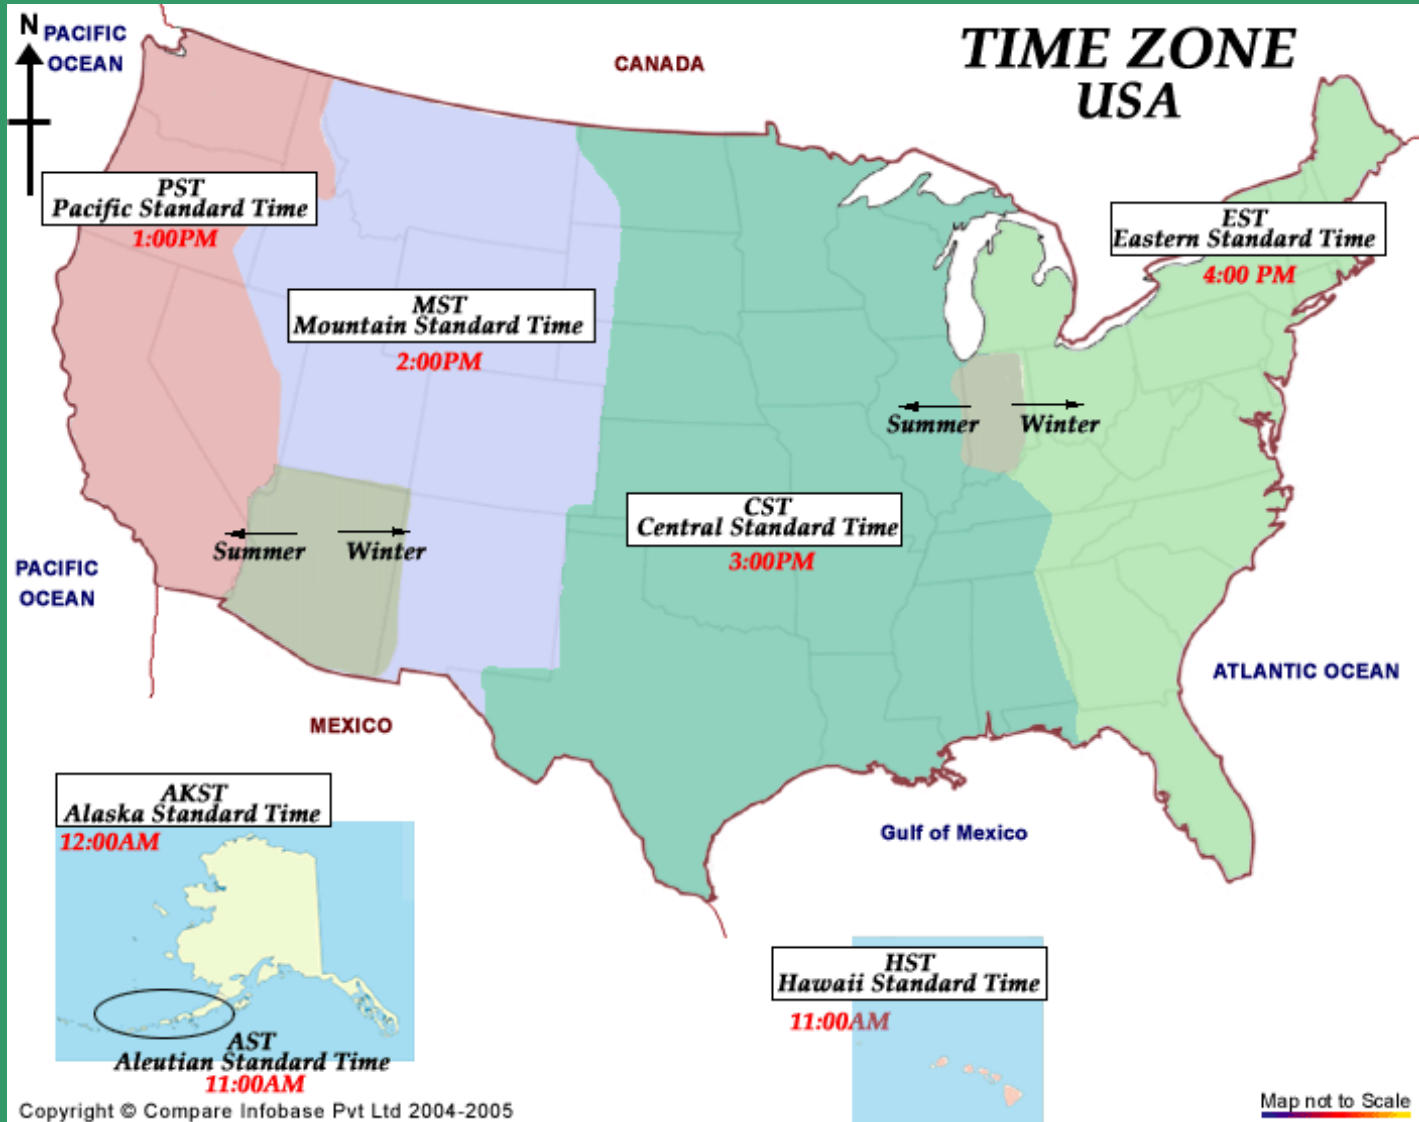 N
PACIFIC
OCEAN
CANADA
TIME ZONE
USA
PST
Pacific Standard Time
1:00PM
EST
Eastern Standard Time
4:00 PM
MST
Mountain Standard Time
2:00PM
Summer
Winter
CST
Central Standard Time
3:00PM
Summer
Winter
PACIFIC
OCEAN
ATLANTIC OCEAN
MEXICO
AKST
Alaska Standard Time
12:00AM
Gulf of Mexico
HST
Hawaii Standard Time
11:00AM
AST
Aleutian Standard Time
11:00AM
Copyright © Compare Infobase Pvt Ltd 2004-2005
Map not to Scale